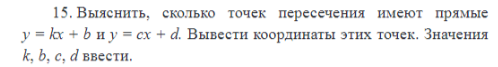 15. Выяснить, сколько точек пересечения имеют прямые
y = kx + b и y = cx + d. Вывести координаты этих точек. Значения
k, b, c, d ввести.